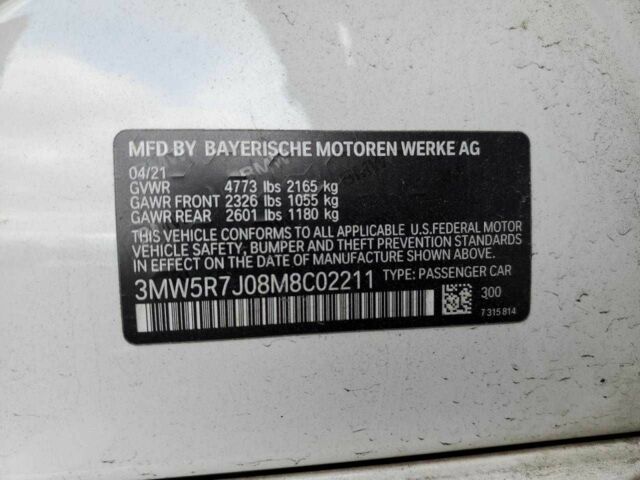 MFD BY BAYERISCHE MOTOREN WERKE AG
04/21
GVWR 4773 lbs 2165 kg
GAWR FRONT 2326 lbs 1055 kg
GAWR REAR 2601 lbs 1180 kg
THIS VEHICLE CONFORMS TO ALL APPLICABLE U.S.FEDERAL MOTOR
VEHICLE SAFETY, BUMPER AND THEFT PREVENTION STANDARDS
IN EFFECT ON THE DATE OF MANUFACTURE SHOWN ABOVE.
3MW5R7J08M8C02211 TYPE: PASSENGER CAR
300
7 315 814